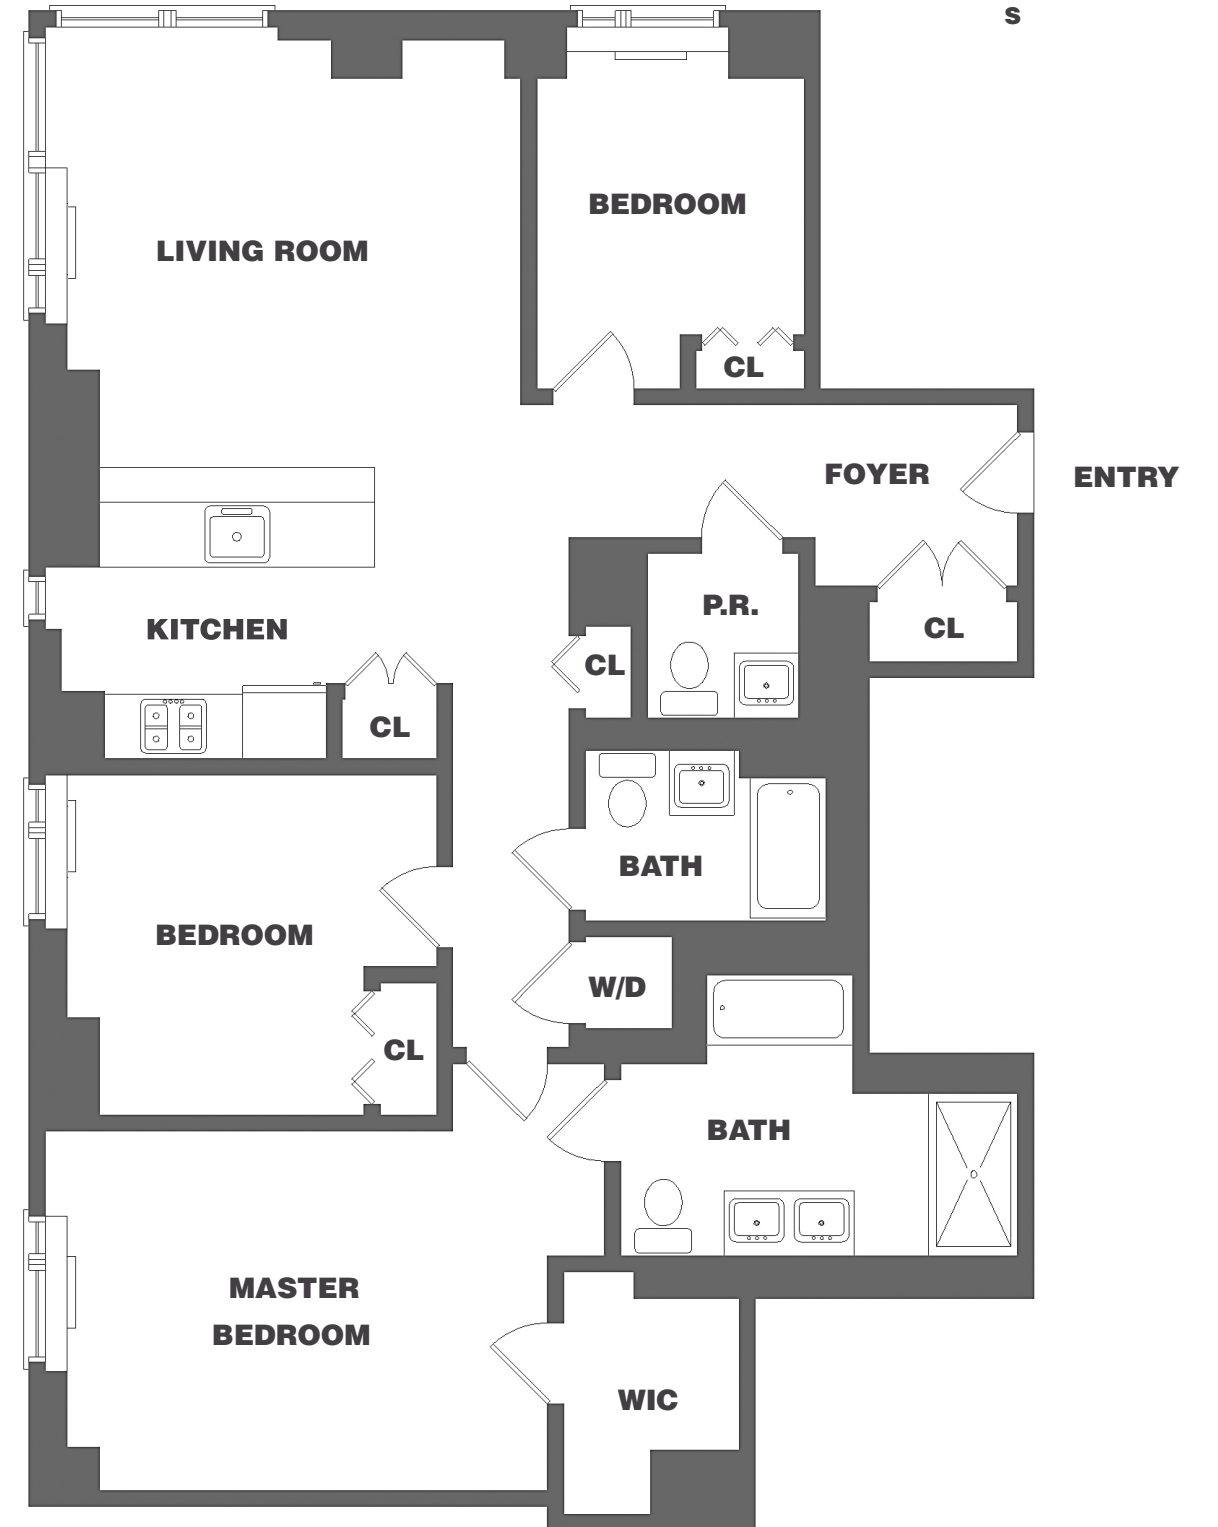 S
BEDROOM
LIVING ROOM
CL
FOYER
ENTRY
P.R.
KITCHEN
CL
CL
CL
BATH
BEDROOM
W/D
CL
BATH
MASTER
BEDROOM
WIC